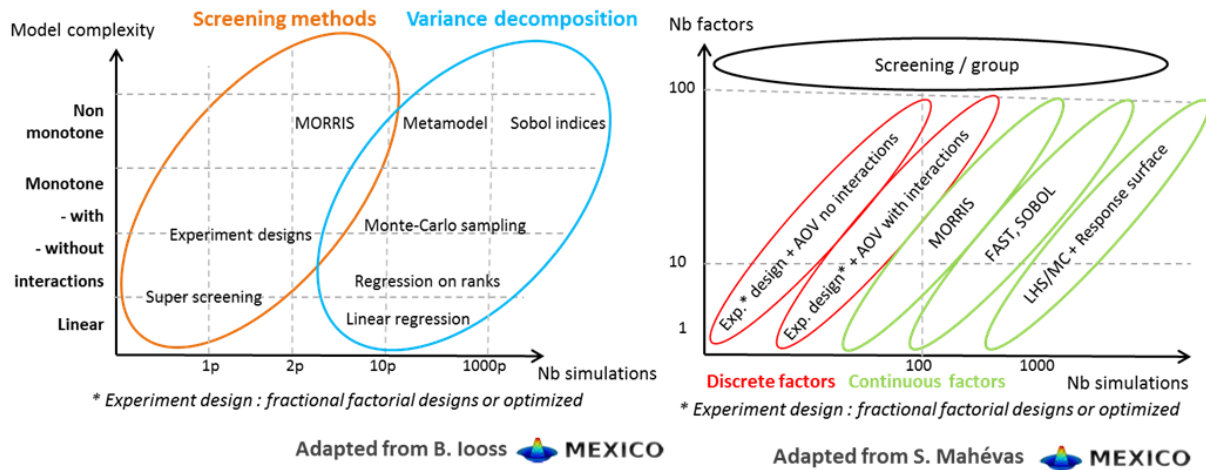 Screening methods
Variance decomposition
Model complexity
Non
monotone
Monotone
- with
- without
interactions
Linear
MORRIS
Metamodel
Sobol indices
Monte-Carlo sampling
Experiment designs
Regression on ranks
Super screening
Linear regression
1p
2p
10p
1000p
Nb simulations
* Experiment design : fractional factorial designs or optimized
Adapted from B. Iooss
MEXICO
Nb factors
Screening / group
100
10
1
Exp.* design + AOV no interactions
Exp. design* + AOV with interactions
MORRIS
FAST, SOBOL
LHS/MC + Response surface
100
1000
Discrete factors
Continuous factors
Nb simulations
* Experiment design : fractional factorial designs or optimized
Adapted from S. Mahévas
MEXICO